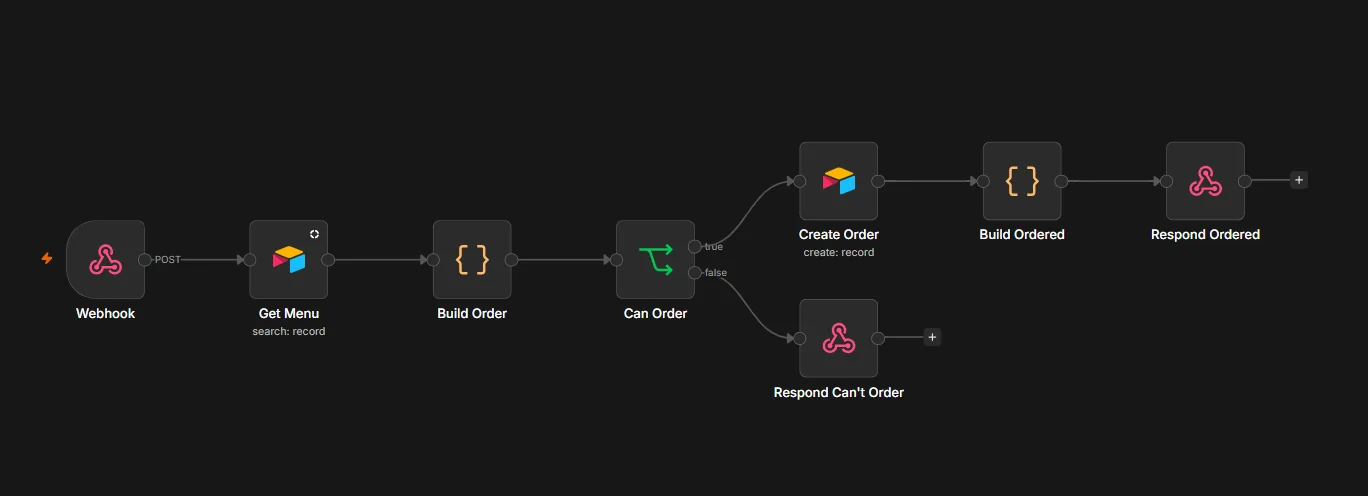 POST
Webhook
Get Menu
search: record
Build Order
Can Order
true
false
Create Order
create: record
Build Ordered
Respond Ordered
Respond Can't Order